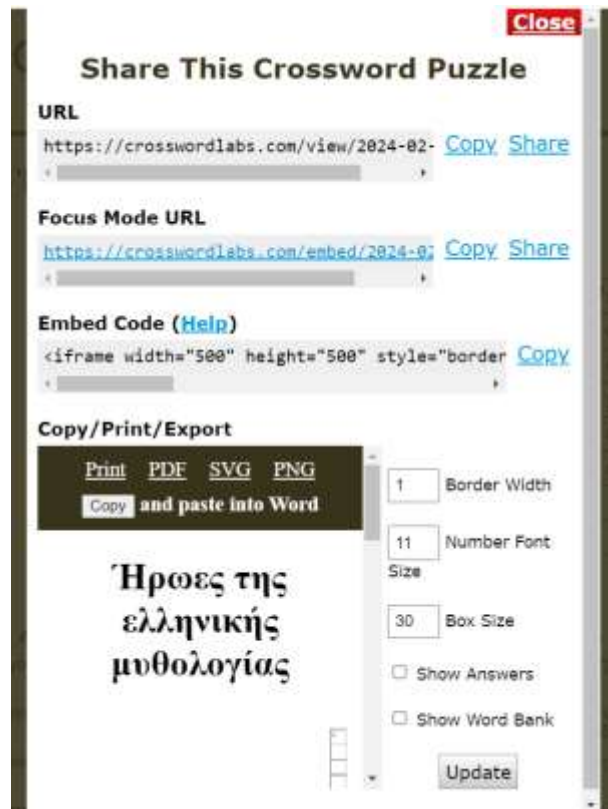 Close
Share This Crossword Puzzle
URL
https://crosswordlabs.com/view/2024-02- Copy Share
Focus Mode URL
https://crosswordlabs.com/embed/2024-02 Copy Share
Embed Code (Help)
<iframe width="500" height="500" style="border Copy
Copy/Print/Export
Print PDF SVG PNG
Copy and paste into Word
Ήρωες της
ελληνικής
μυθολογίας
1 Border Width
11 Number Font
Size
30 Box Size
Show Answers
Show Word Bank
Update